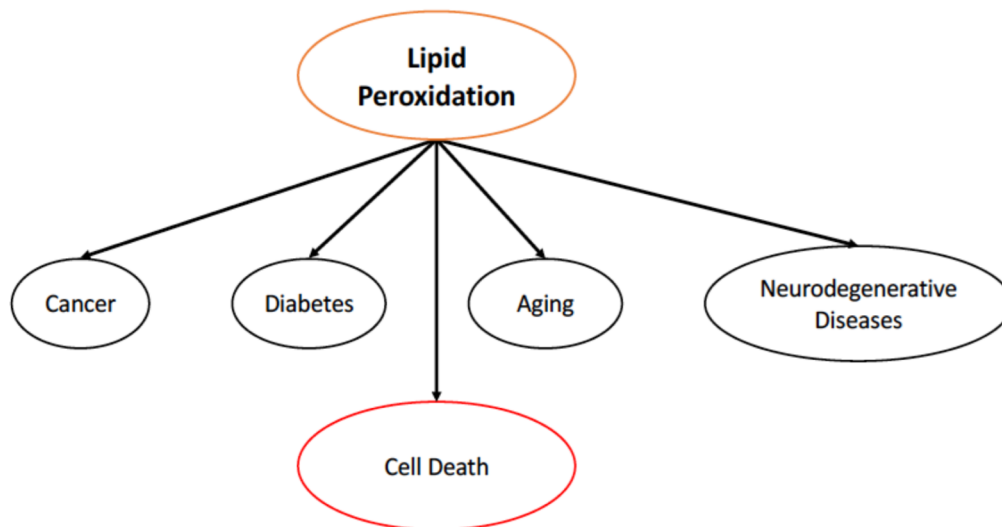 Lipid
Peroxidation
Cancer
Diabetes
Aging
Neurodegenerative
Diseases
Cell Death